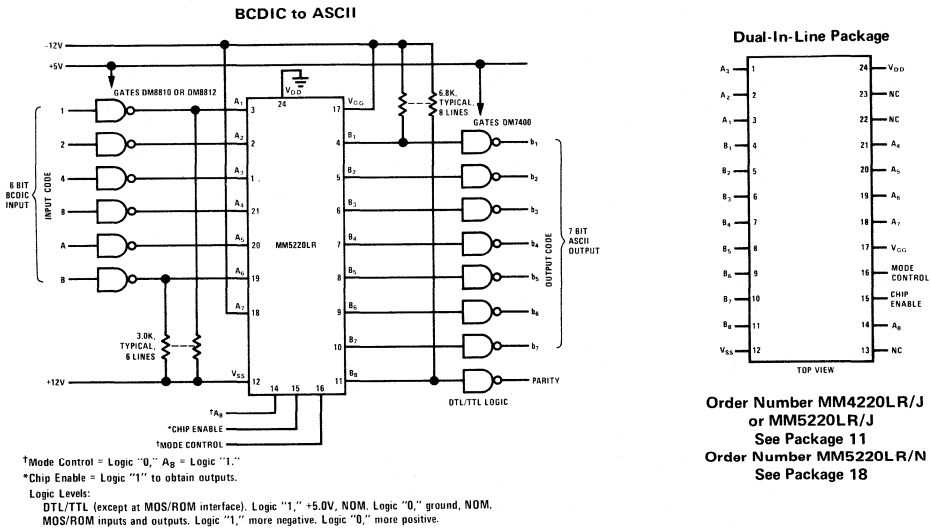 BCDIC to ASCII
-12V
+5V
GATES DM8810 OR DM8812
VDD
24
6.8K,
TYPICAL,
8 LINES
GATES DM7400
1
A1
3
17
VGG
2
A2
2
4
B1
b1
4
A3
1
5
B2
b2
8
A4
21
6
B3
b3
A
A5
20
7
B4
b4
B
A6
19
8
B5
b5
A7
18
9
B6
b6
10
B7
b7
VSS
12
11
B8
PARITY
6 BIT
BCDIC
INPUT
INPUT CODE
MM5220LR
OUTPUT CODE
7 BIT
ASCII
OUTPUT
3.0K,
TYPICAL,
6 LINES
+12V
14
15
16
DTL/TTL LOGIC
†A8
*CHIP ENABLE
†MODE CONTROL
†Mode Control = Logic "0," A8 = Logic "1."
*Chip Enable = Logic "1" to obtain outputs.
Logic Levels:
DTL/TTL (except at MOS/ROM interface). Logic "1," +5.0V, NOM. Logic "0," ground, NOM.
MOS/ROM inputs and outputs. Logic "1," more negative. Logic "0," more positive.
Dual-In-Line Package
A3 1 24 VDD
A2 2 23 NC
A1 3 22 NC
B1 4 21 A4
B2 5 20 A5
B3 6 19 A6
B4 7 18 A7
B5 8 17 VGG
B6 9 16 MODE CONTROL
B7 10 15 CHIP ENABLE
B8 11 14 A8
VSS 12 13 NC
TOP VIEW
Order Number MM4220LR/J
or MM5220LR/J
See Package 11
Order Number MM5220LR/N
See Package 18